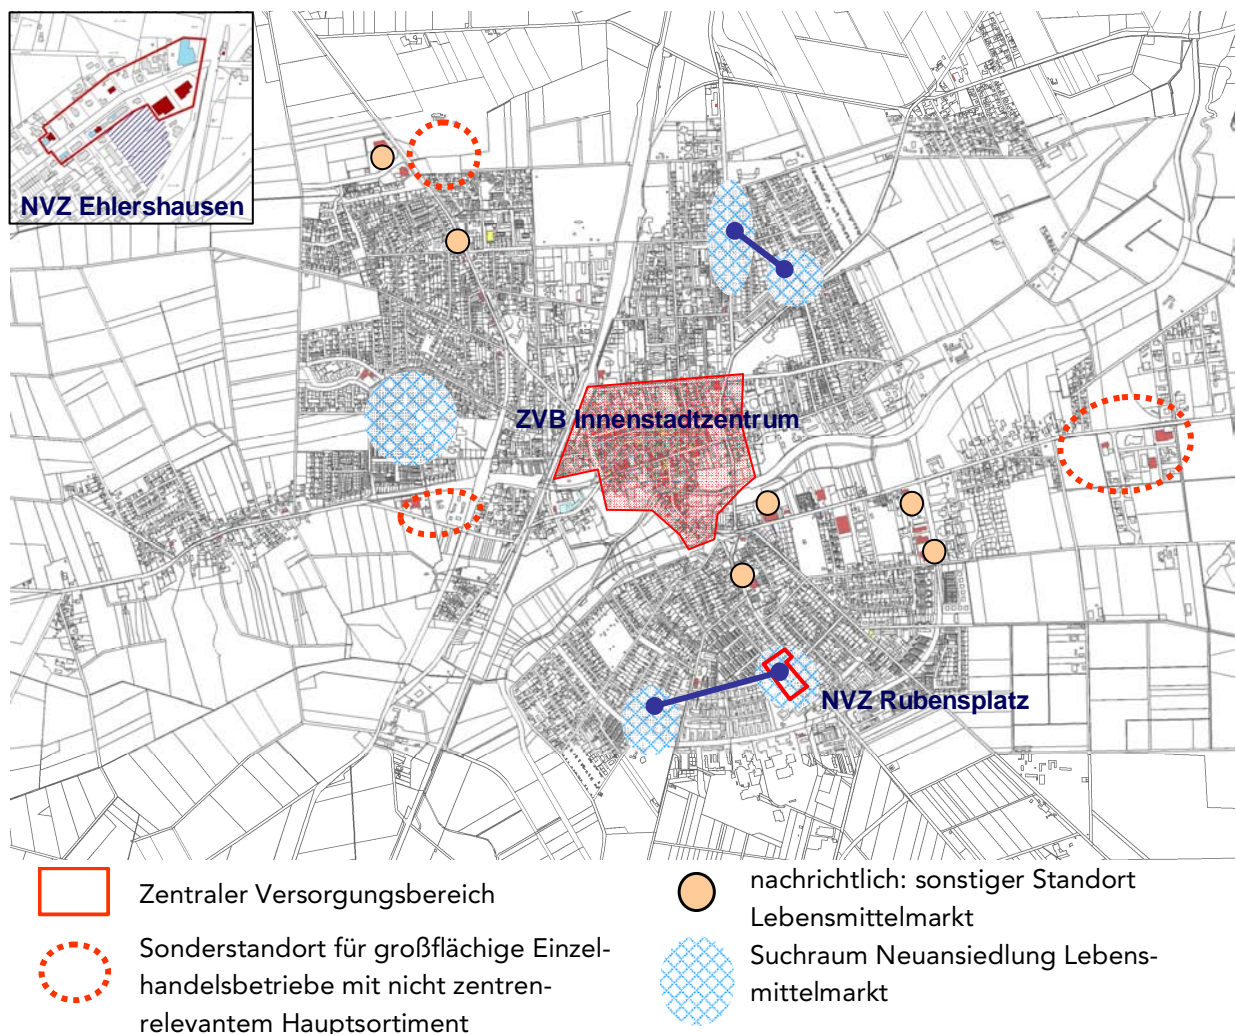 NVZ Ehlershausen
ZVB Innenstadtzentrum
NVZ Rubensplatz
Zentraler Versorgungsbereich
Sonderstandort für großflächige Einzel-
handelsbetriebe mit nicht zentren-
relevantem Hauptsortiment
nachrichtlich: sonstiger Standort
Lebensmittelmarkt
Suchraum Neuansiedlung Lebens-
mittelmarkt